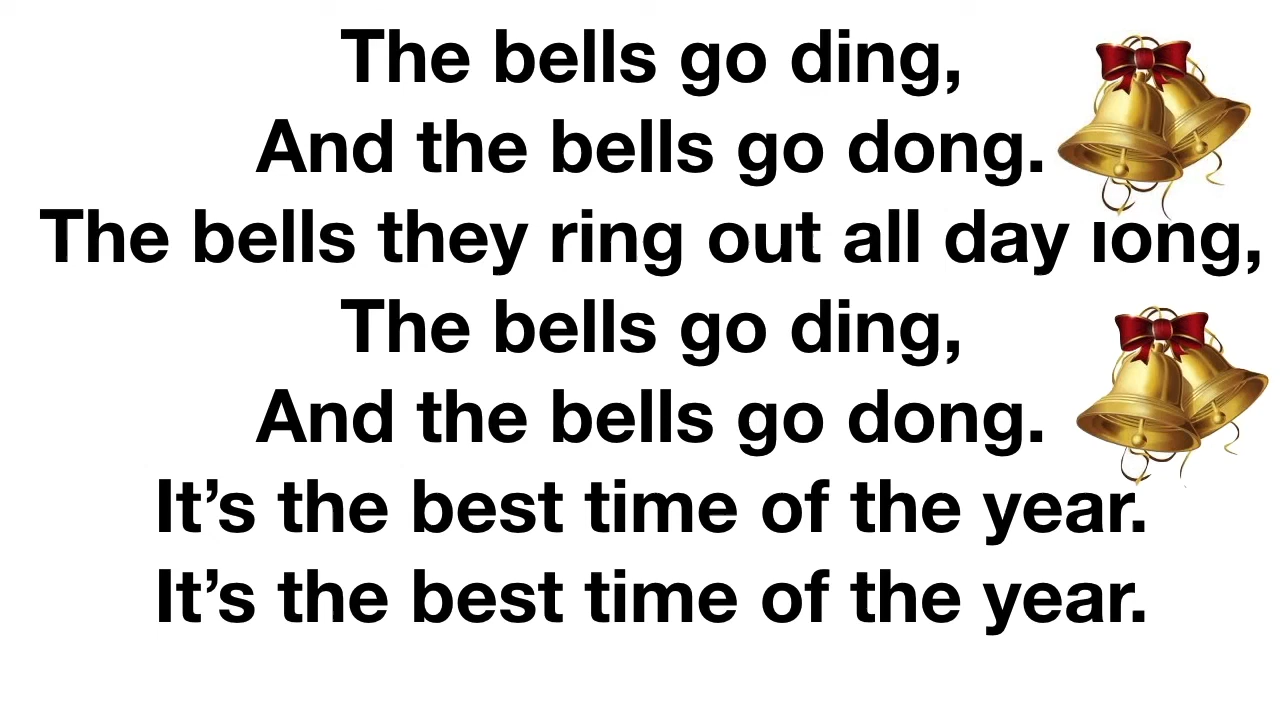 The bells go ding,
And the bells go dong.
The bells they ring out all day long,
The bells go ding,
And the bells go dong.
It’s the best time of the year.
It’s the best time of the year.